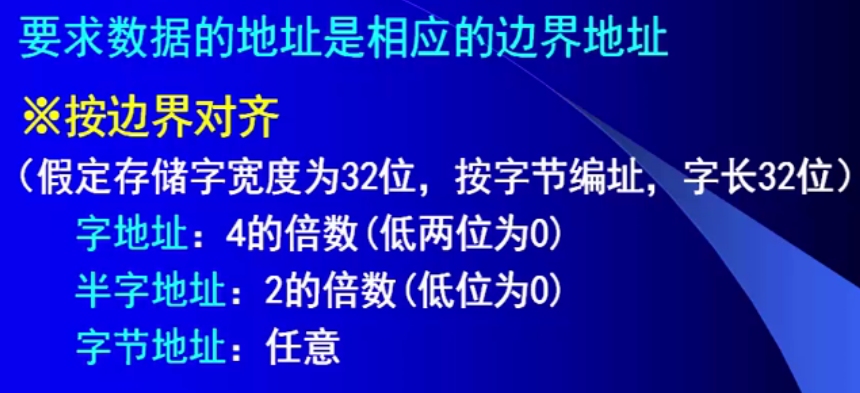 要求数据的地址是相应的边界地址
※按边界对齐
（假定存储字宽度为32位，按字节编址，字长32位）
字地址：4的倍数(低两位为0)
半字地址：2的倍数(低位为0)
字节地址：任意